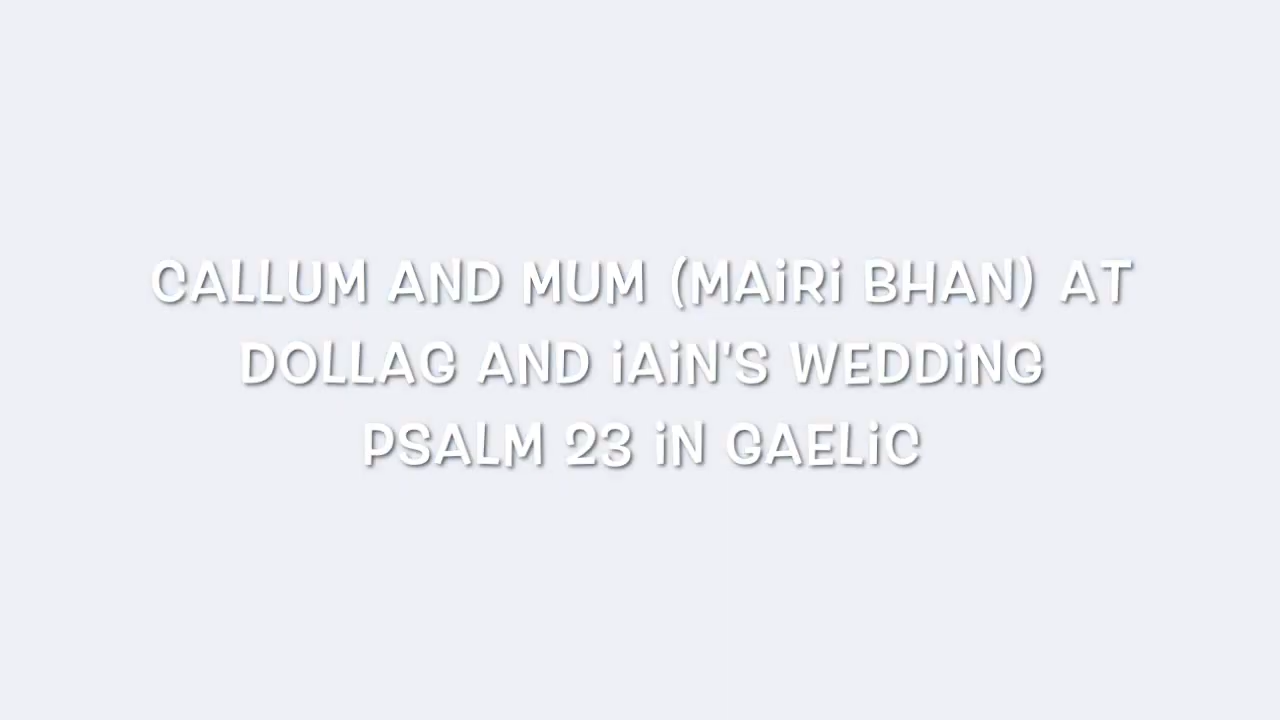 CALLUM AND MUM (MAiRi BHAN) AT
DOLLAG AND iAiN'S WEDDiNG
PSALM 23 iN GAELiC